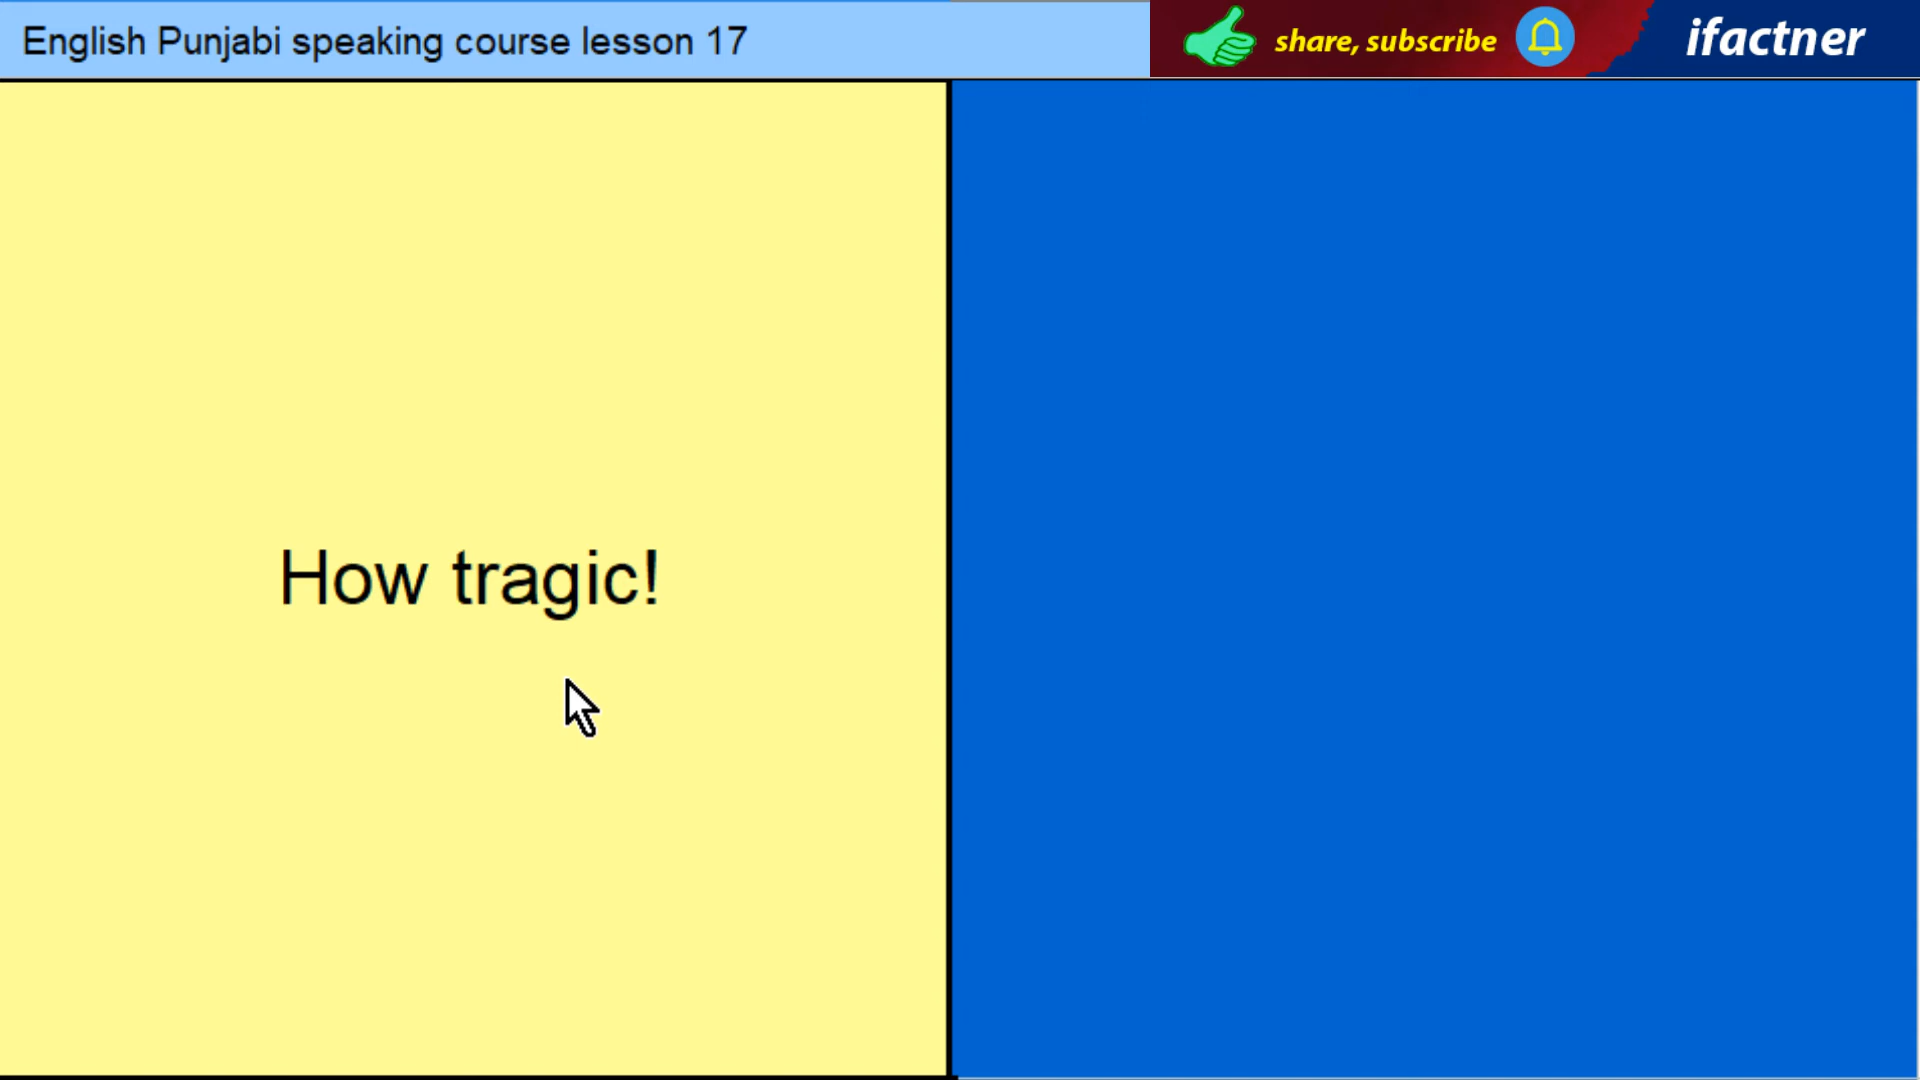 English Punjabi speaking course lesson 17
share, subscribe
ifactner
How tragic!